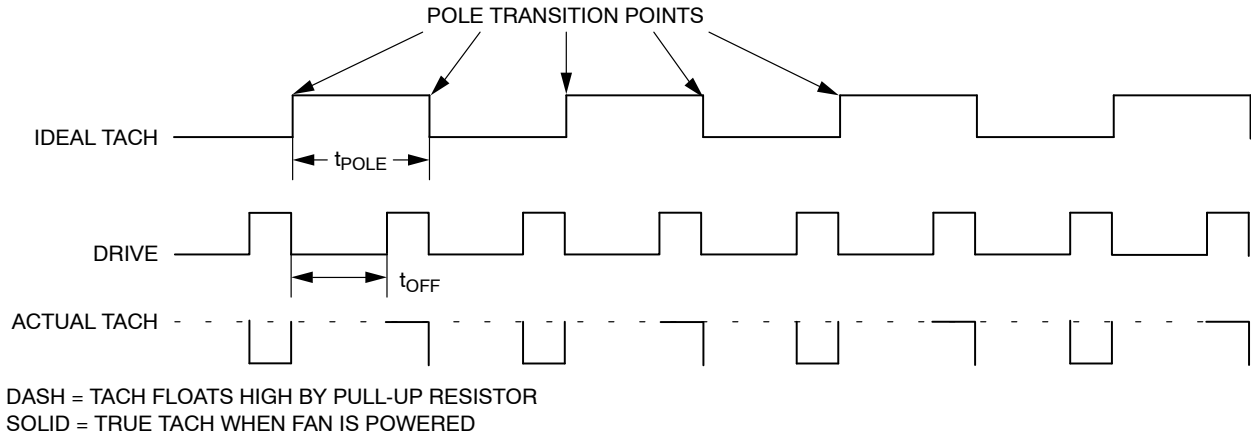 POLE TRANSITION POINTS
IDEAL TACH
tPOLE
DRIVE
tOFF
ACTUAL TACH
DASH = TACH FLOATS HIGH BY PULL-UP RESISTOR
SOLID = TRUE TACH WHEN FAN IS POWERED